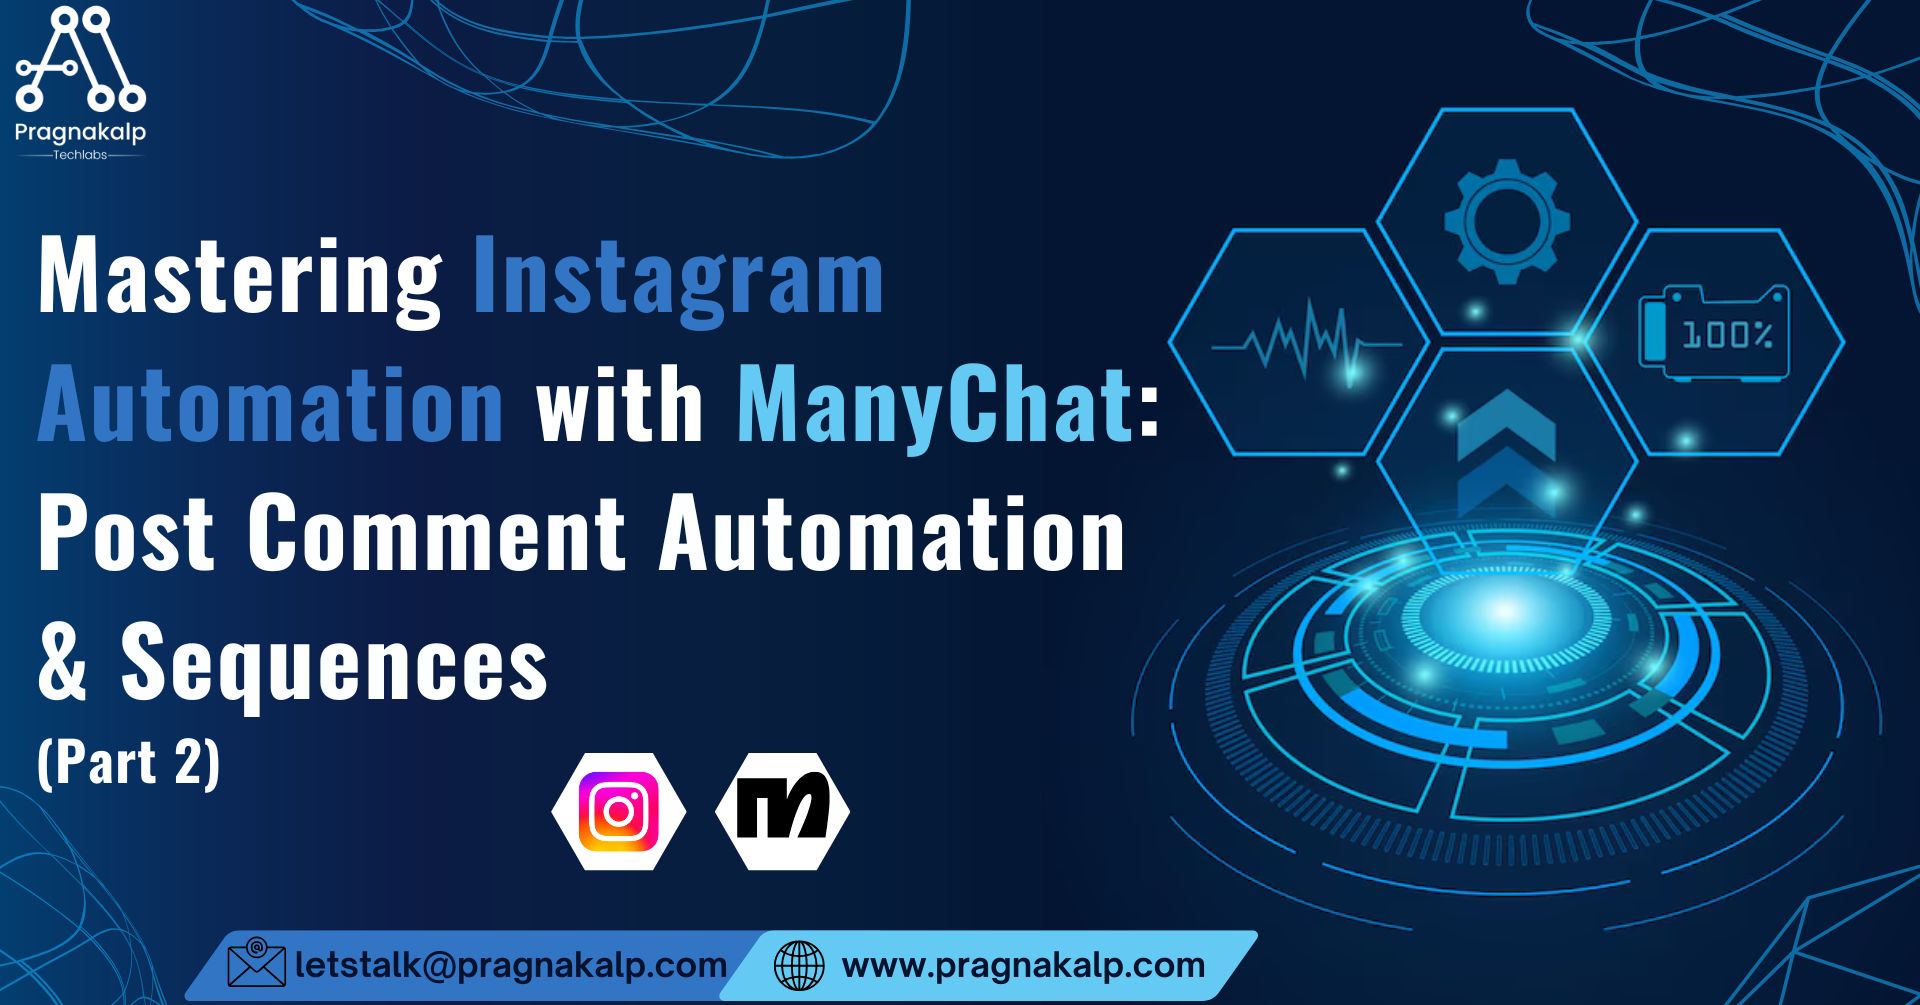 Pragnakalp
Techlabs
Mastering Instagram
Automation with ManyChat:
Post Comment Automation
& Sequences
(Part 2)
100%
letstalk@pragnakalp.com
www.pragnakalp.com